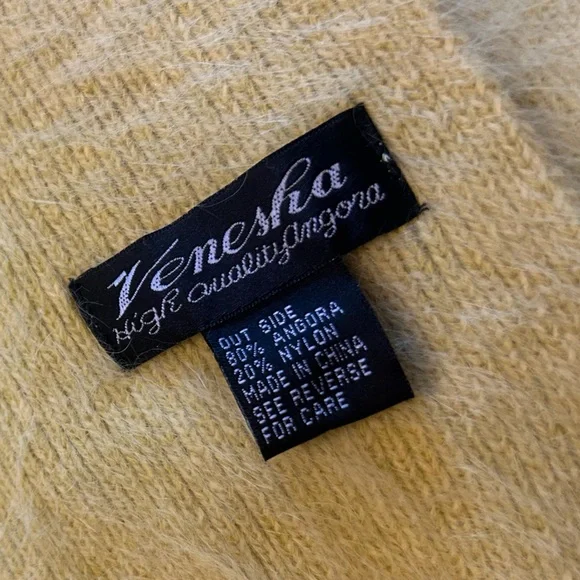 Venesha
High Quality Angora
OUT SIDE
80% ANGORA
20% NYLON
MADE IN CHINA
SEE REVERSE
FOR CARE